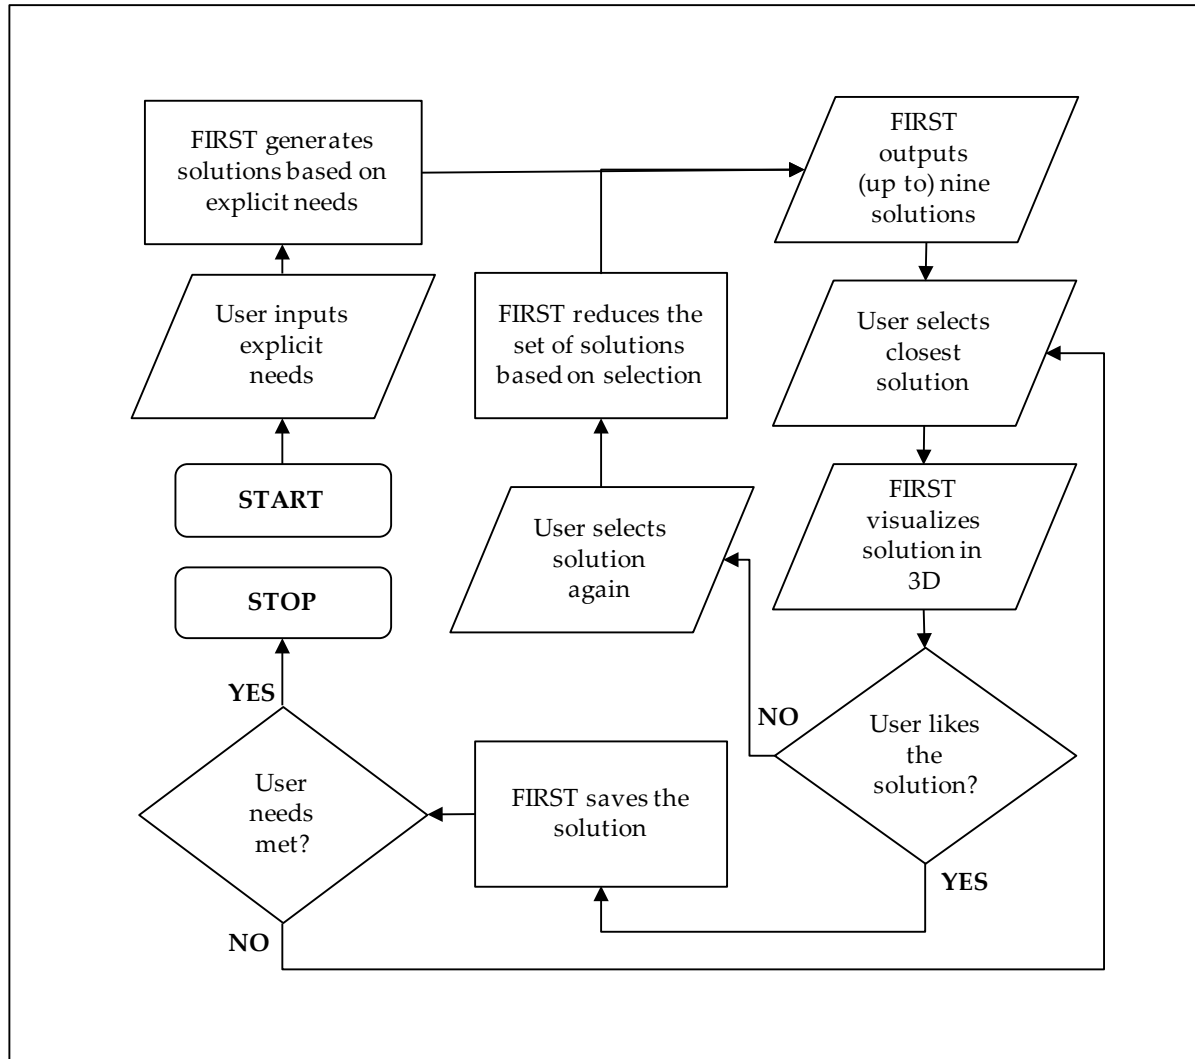 FIRST generates
solutions based on
explicit needs
FIRST
outputs
(up to) nine
solutions
User inputs
explicit
needs
FIRST reduces the
set of solutions
based on selection
User selects
closest
solution
START
User selects
solution
again
FIRST
visualizes
solution in
3D
STOP
YES
NO
User likes
the
solution?
User
needs
met?
FIRST saves the
solution
YES
NO